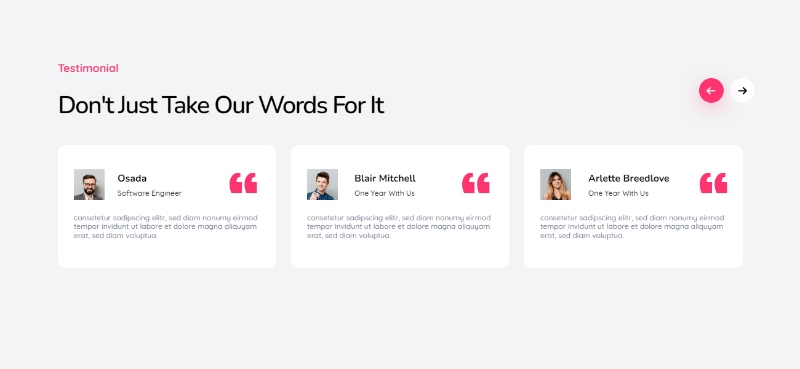 Testimonial
Don't Just Take Our Words For It
Osada
Software Engineer
consetetur sadipscing elitr, sed diam nonumy eirmod
tempor invidunt ut labore et dolore magna aliquyam
erat, sed diam voluptua.
Blair Mitchell
One Year With Us
consetetur sadipscing elitr, sed diam nonumy eirmod
tempor invidunt ut labore et dolore magna aliquyam
erat, sed diam voluptua.
Arlette Breedlove
One Year With Us
consetetur sadipscing elitr, sed diam nonumy eirmod
tempor invidunt ut labore et dolore magna aliquyam
erat, sed diam voluptua.